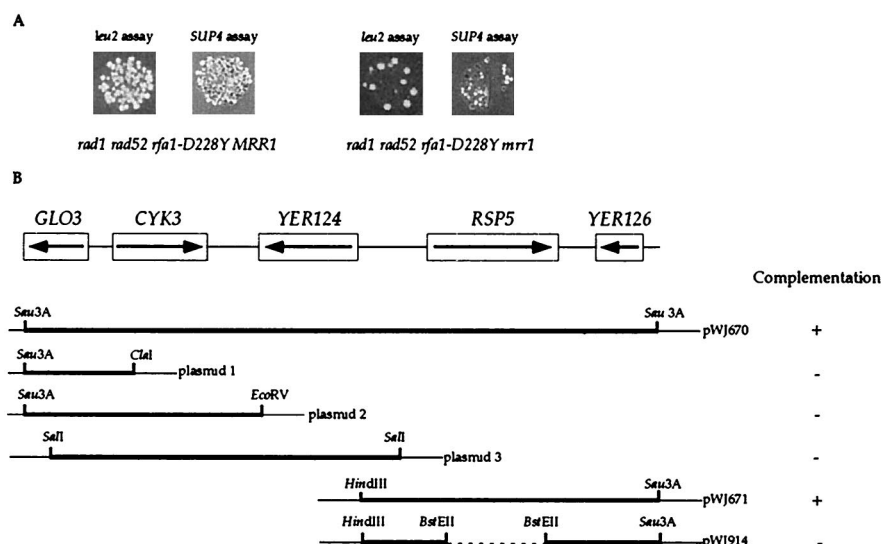 A
leu2 assay SUP4 assay leu2 assay SUP4 assay
rad1 rad52 rfa1-D228Y MRR1 rad1 rad52 rfa1-D228Y mrr1
B
GLO3 CYK3 YER124 RSP5 YER126
Complementation
Sau3A Sau 3A
pWJ670 +
Sau3A ClaI
plasmid 1 -
Sau3A EcoRV
plasmid 2 -
SalI SalI
plasmid 3 -
HindIII Sau3A
pWJ671 +
HindIII BstEII BstEII Sau3A
pWJ914 -